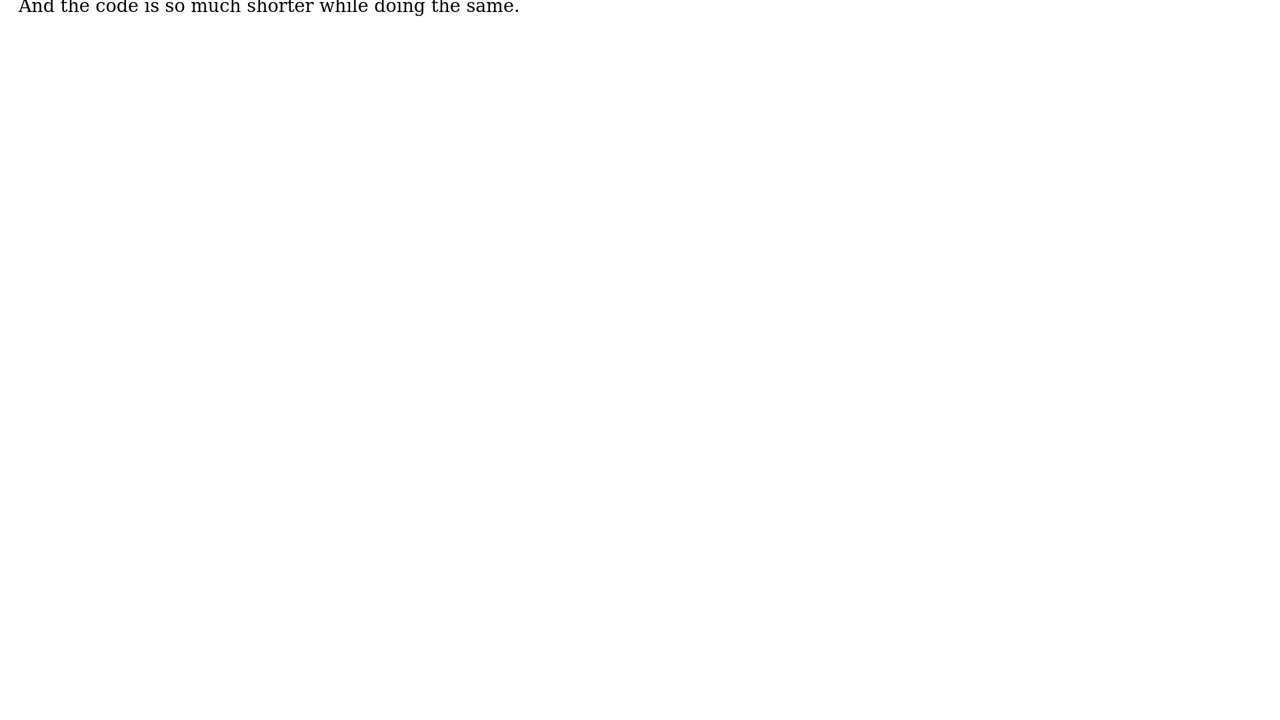 And the code is so much shorter while doing the same.